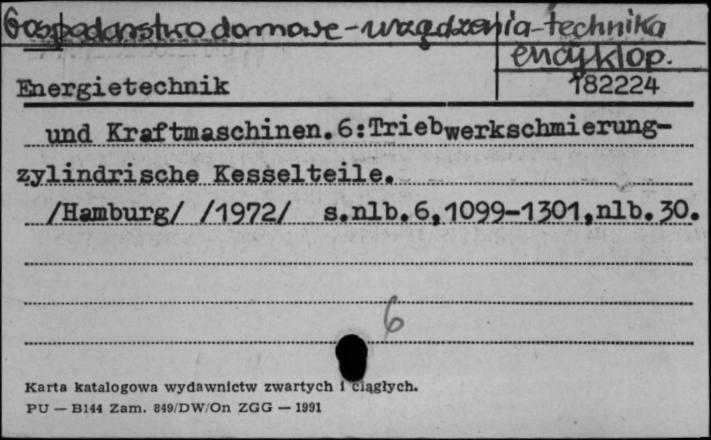 Gospodarstwo domowe - urządzenia - technika
encyklop.
Energietechnik 182224
und Kraftmaschinen.6:Triebwerkschmierung-
zylindrische Kesselteile.
/Hamburg/ /1972/ s.nlb.6,1099-1301,nlb.30.
6
Karta katalogowa wydawnictw zwartych i ciągłych.
PU — B144 Zam. 849/DW/On ZGG — 1991